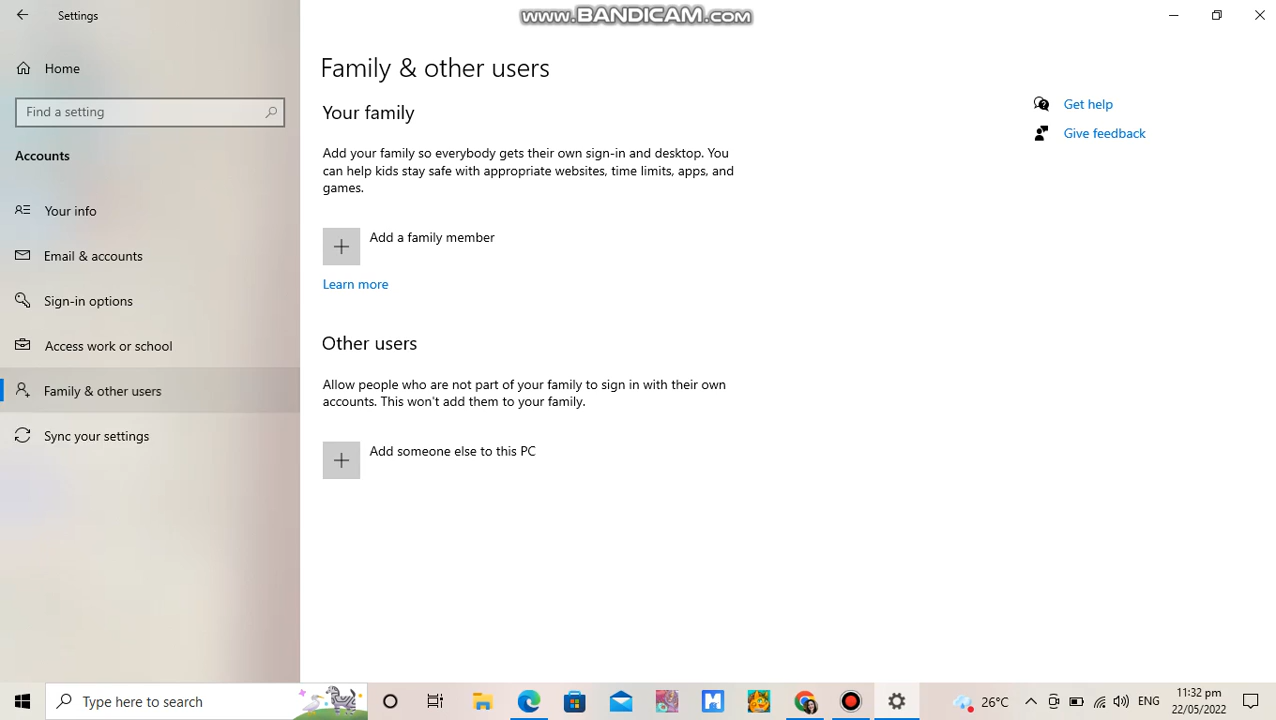 Settings
www.BANDICAM.com
Home
Find a setting
Accounts
Your info
Email & accounts
Sign-in options
Access work or school
Family & other users
Sync your settings
Family & other users
Your family
Add your family so everybody gets their own sign-in and desktop. You
can help kids stay safe with appropriate websites, time limits, apps, and
games.
Add a family member
Learn more
Other users
Allow people who are not part of your family to sign in with their own
accounts. This won't add them to your family.
Add someone else to this PC
Get help
Give feedback
Type here to search
26°C
ENG
11:32 pm
22/05/2022